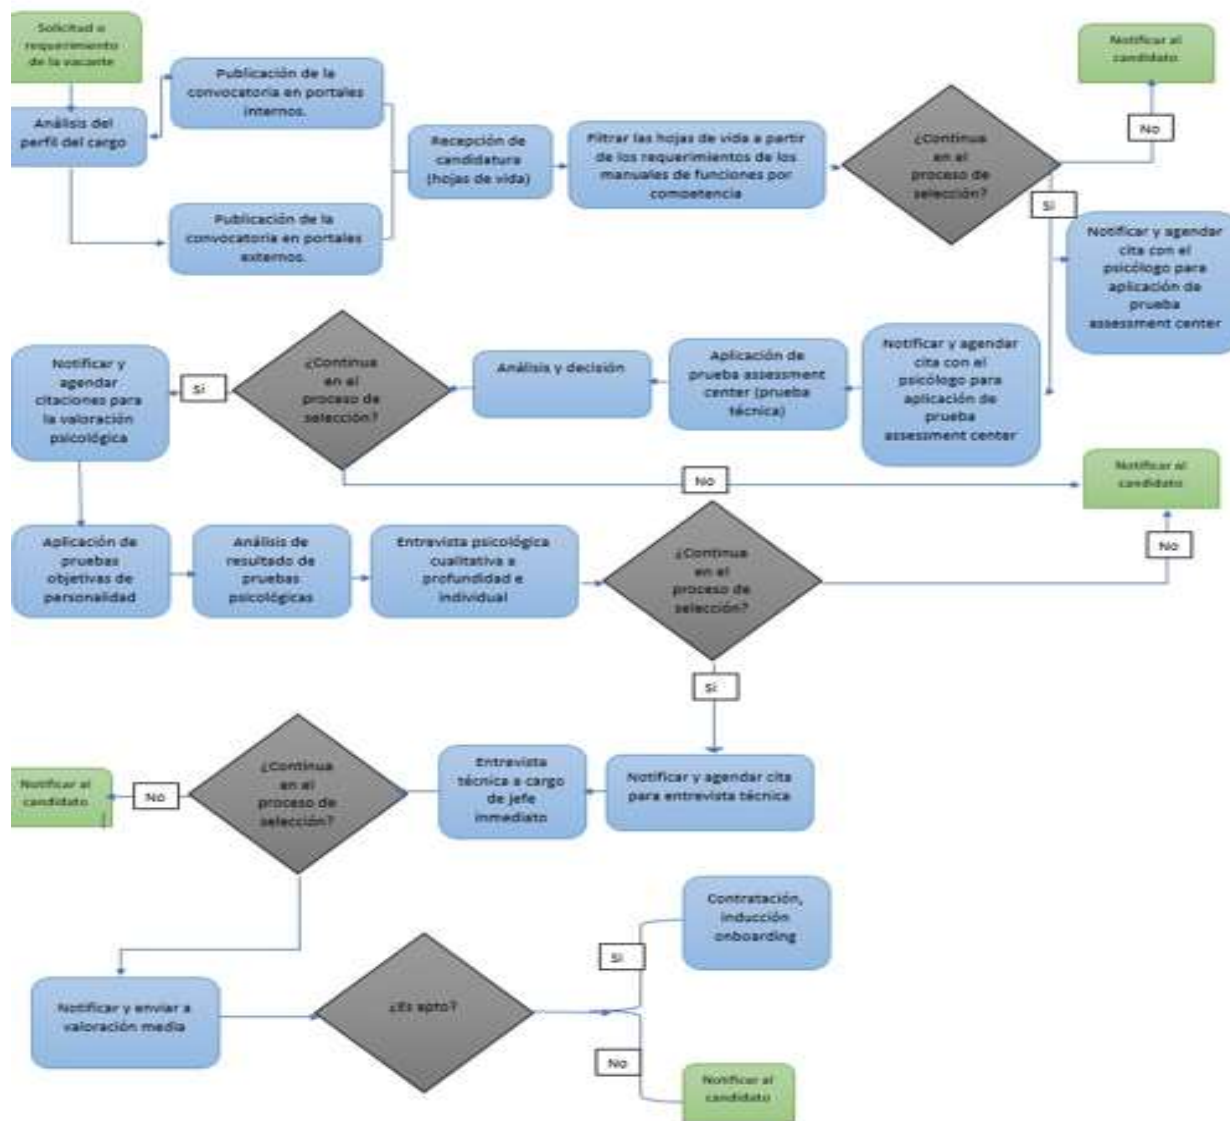 Solicitud o
requerimiento
de la vacante
Análisis del
perfil del cargo
Publicación de la
convocatoria en portales
internos.
Publicación de la
convocatoria en portales
externos.
Recepción de
candidatura
(hojas de vida)
Filtrar las hojas de vida a partir
de los requerimientos de los
manuales de funciones por
competencia
¿Continua
en el
proceso de
selección?
No
Notificar al
candidato
Si
Notificar y agendar
cita con el
psicólogo para
aplicación de
prueba
assessment center
Notificar y agendar
cita con el
psicólogo para
aplicación de
prueba
assessment center
Aplicación de
prueba assessment
center (prueba
técnica)
Análisis y decisión
¿Continua
en el
proceso de
selección?
Si
Notificar y
agendar
citaciones para
la valoración
psicológica
No
Notificar al
candidato
Aplicación de
pruebas
objetivas de
personalidad
Análisis de
resultado de
pruebas
psicológicas
Entrevista psicológica
cualitativa a
profundidad e
individual
¿Continua
en el
proceso de
selección?
No
Si
Notificar y agendar cita
para entrevista técnica
Entrevista
técnica a cargo
de jefe
inmediato
¿Continua
en el
proceso de
selección?
No
Notificar al
candidato
Notificar y enviar a
valoración media
¿Es apto?
Si
Contratación,
inducción
onboarding
No
Notificar al
candidato